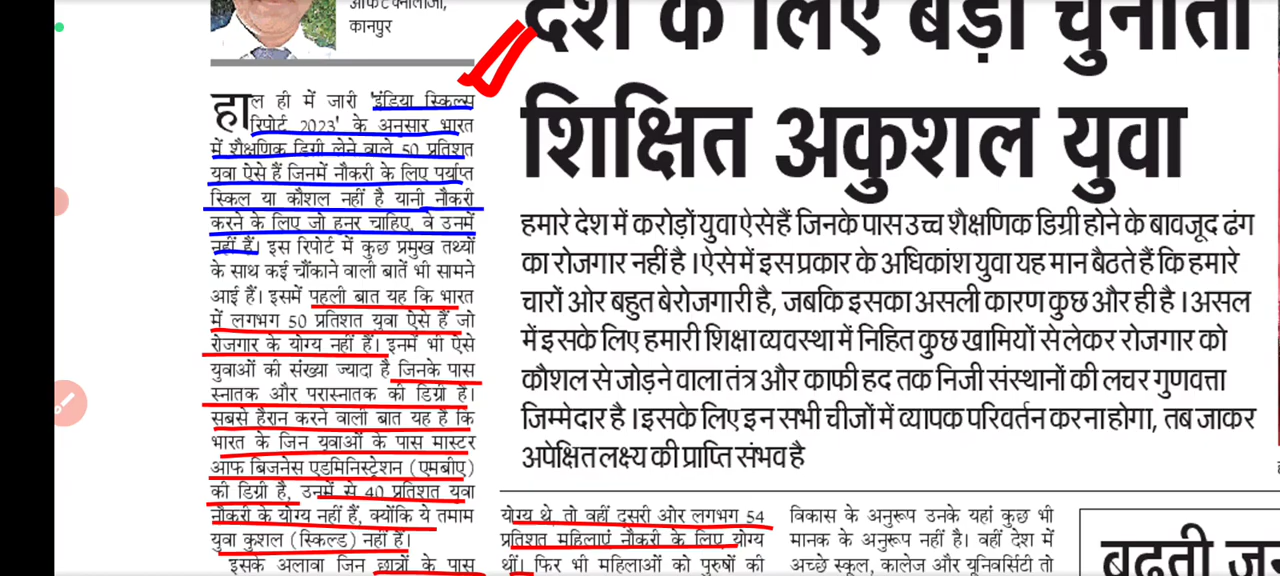 कानपुर
देश के लिए बड़ी चुनौती
शिक्षित अकुशल युवा
हमारे देश में करोड़ों युवा ऐसे हैं जिनके पास उच्च शैक्षणिक डिग्री होने के बावजूद ढंग
का रोजगार नहीं है । ऐसे में इस प्रकार के अधिकांश युवा यह मान बैठते हैं कि हमारे
चारों ओर बहुत बेरोजगारी है, जबकि इसका असली कारण कुछ और ही है । असल
में इसके लिए हमारी शिक्षा व्यवस्था में निहित कुछ खामियों से लेकर रोजगार को
कौशल से जोड़ने वाला तंत्र और काफी हद तक निजी संस्थानों की लचर गुणवत्ता
जिम्मेदार है । इसके लिए इन सभी चीजों में व्यापक परिवर्तन करना होगा, तब जाकर
अपेक्षित लक्ष्य की प्राप्ति संभव है
हाल ही में जारी 'इंडिया स्किल्स
रिपोर्ट 2023' के अनुसार भारत
में शैक्षणिक डिग्री लेने वाले 50 प्रतिशत
युवा ऐसे हैं जिनमें नौकरी के लिए पर्याप्त
स्किल या कौशल नहीं है यानी नौकरी
करने के लिए जो हुनर चाहिए, वे उनमें
नहीं हैं। इस रिपोर्ट में कुछ प्रमुख तथ्यों
के साथ कई चौंकाने वाली बातें भी सामने
आई हैं। इसमें पहली बात यह कि भारत
में लगभग 50 प्रतिशत युवा ऐसे हैं जो
रोजगार के योग्य नहीं हैं। इनमें भी ऐसे
युवाओं की संख्या ज्यादा है जिनके पास
स्नातक और परास्नातक की डिग्री हैं।
सबसे हैरान करने वाली बात यह है कि
भारत के जिन युवाओं के पास मास्टर
आफ बिजनेस एडमिनिस्ट्रेशन (एमबीए)
की डिग्री है, उनमें से 40 प्रतिशत युवा
नौकरी के योग्य नहीं हैं, क्योंकि ये तमाम
युवा कुशल (स्किल्ड) नहीं हैं।
इसके अलावा जिन छात्रों के पास
योग्य थे, तो वहीं दूसरी ओर लगभग 54
प्रतिशत महिलाएं नौकरी के लिए योग्य
थीं। फिर भी महिलाओं को पुरुषों की
विकास के अनुरूप उनके यहां कुछ भी
मानक के अनुरूप नहीं है। वहीं देश में
अच्छे स्कूल, कालेज और यूनिवर्सिटी तो
बढ़ती